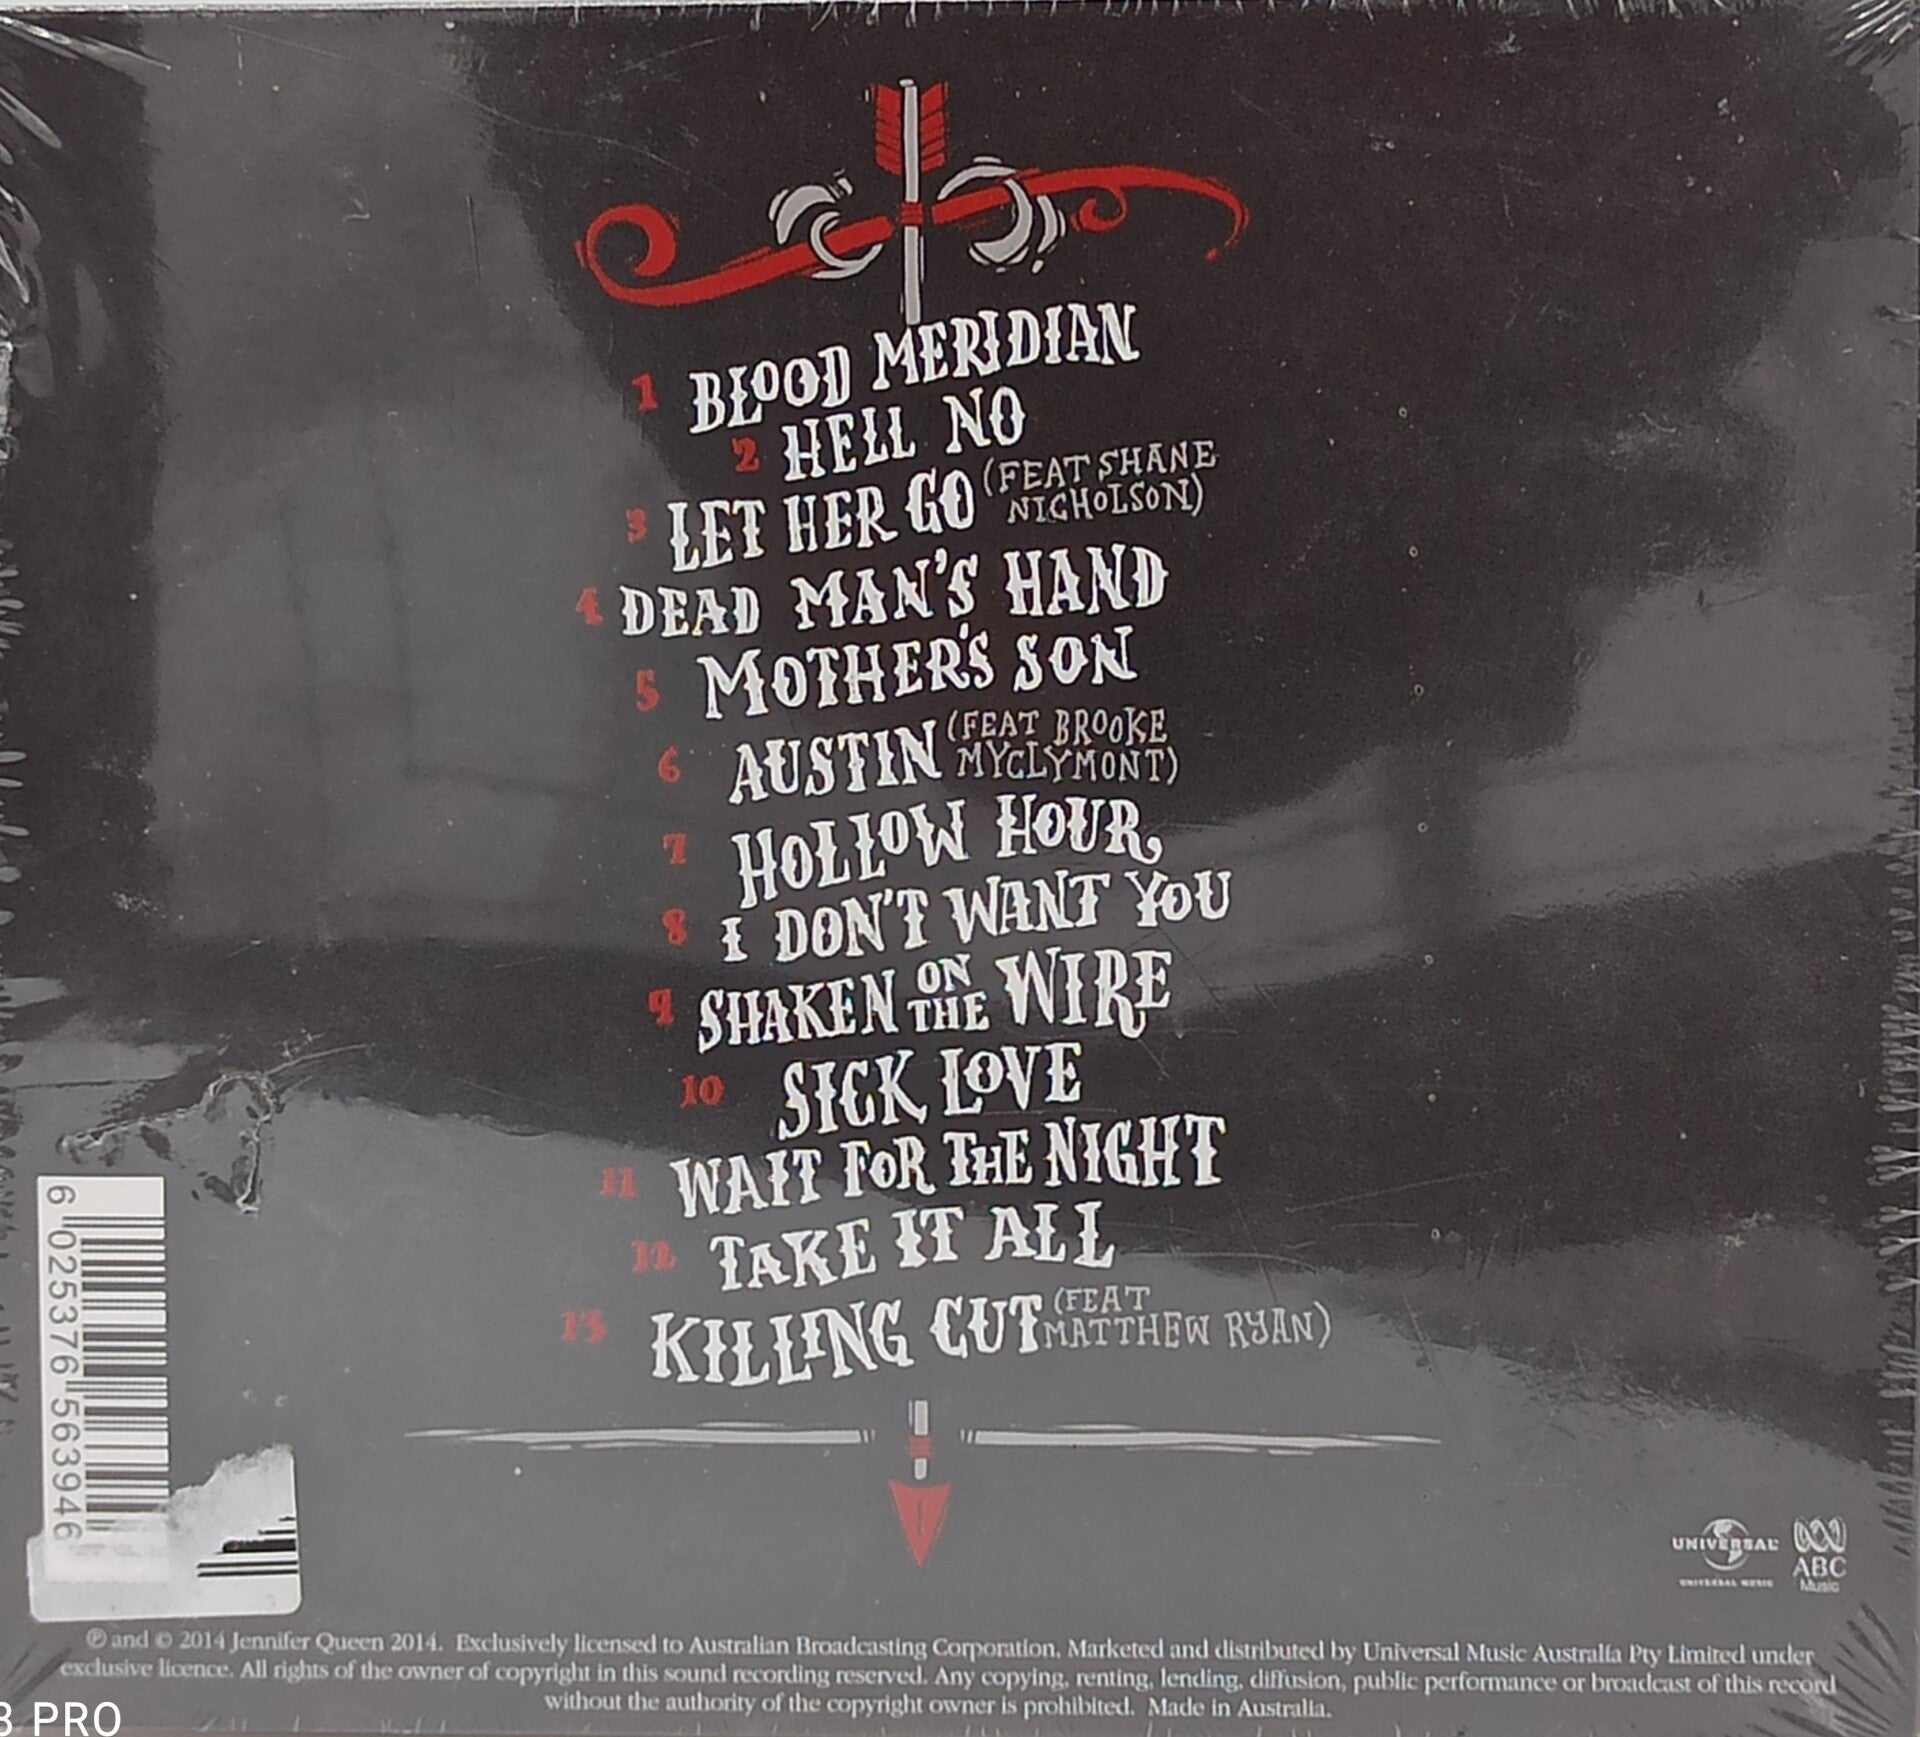 1 BLOOD MERIDIAN
2 HELL NO
3 LET HER GO (FEAT SHANE
NICHOLSON)
4 DEAD MAN'S HAND
5 MOTHER'S SON
6 AUSTIN (FEAT BROOKE
MYCLYMONT)
7 HOLLOW HOUR
8 I DON'T WANT YOU
9 SHAKEN ON THE WIRE
10 SICK LOVE
11 WAIT FOR THE NIGHT
12 TAKE IT ALL
13 KILLING CUT (FEAT
MATTHEW RYAN)
6 025376 563946
UNIVERSAL
UNIVERSAL MUSIC
ABC
Music
℗ and © 2014 Jennifer Queen 2014. Exclusively licensed to Australian Broadcasting Corporation. Marketed and distributed by Universal Music Australia Pty Limited under
exclusive licence. All rights of the owner of copyright in this sound recording reserved. Any copying, renting, lending, diffusion, public performance or broadcast of this record
without the authority of the copyright owner is prohibited. Made in Australia.
PRO